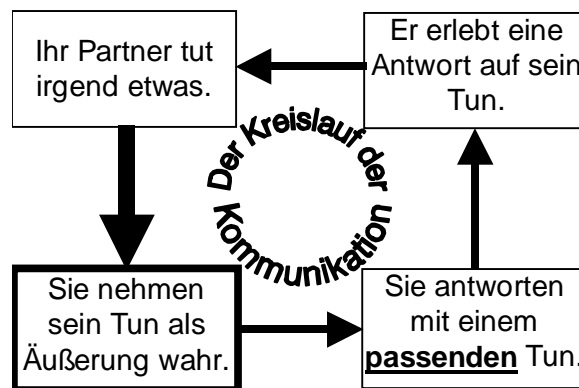 Ihr Partner tut
irgend etwas.
Er erlebt eine
Antwort auf sein
Tun.
Der Kreislauf der
Kommunikation
Sie nehmen
sein Tun als
Äußerung wahr.
Sie antworten
mit einem
passenden Tun.